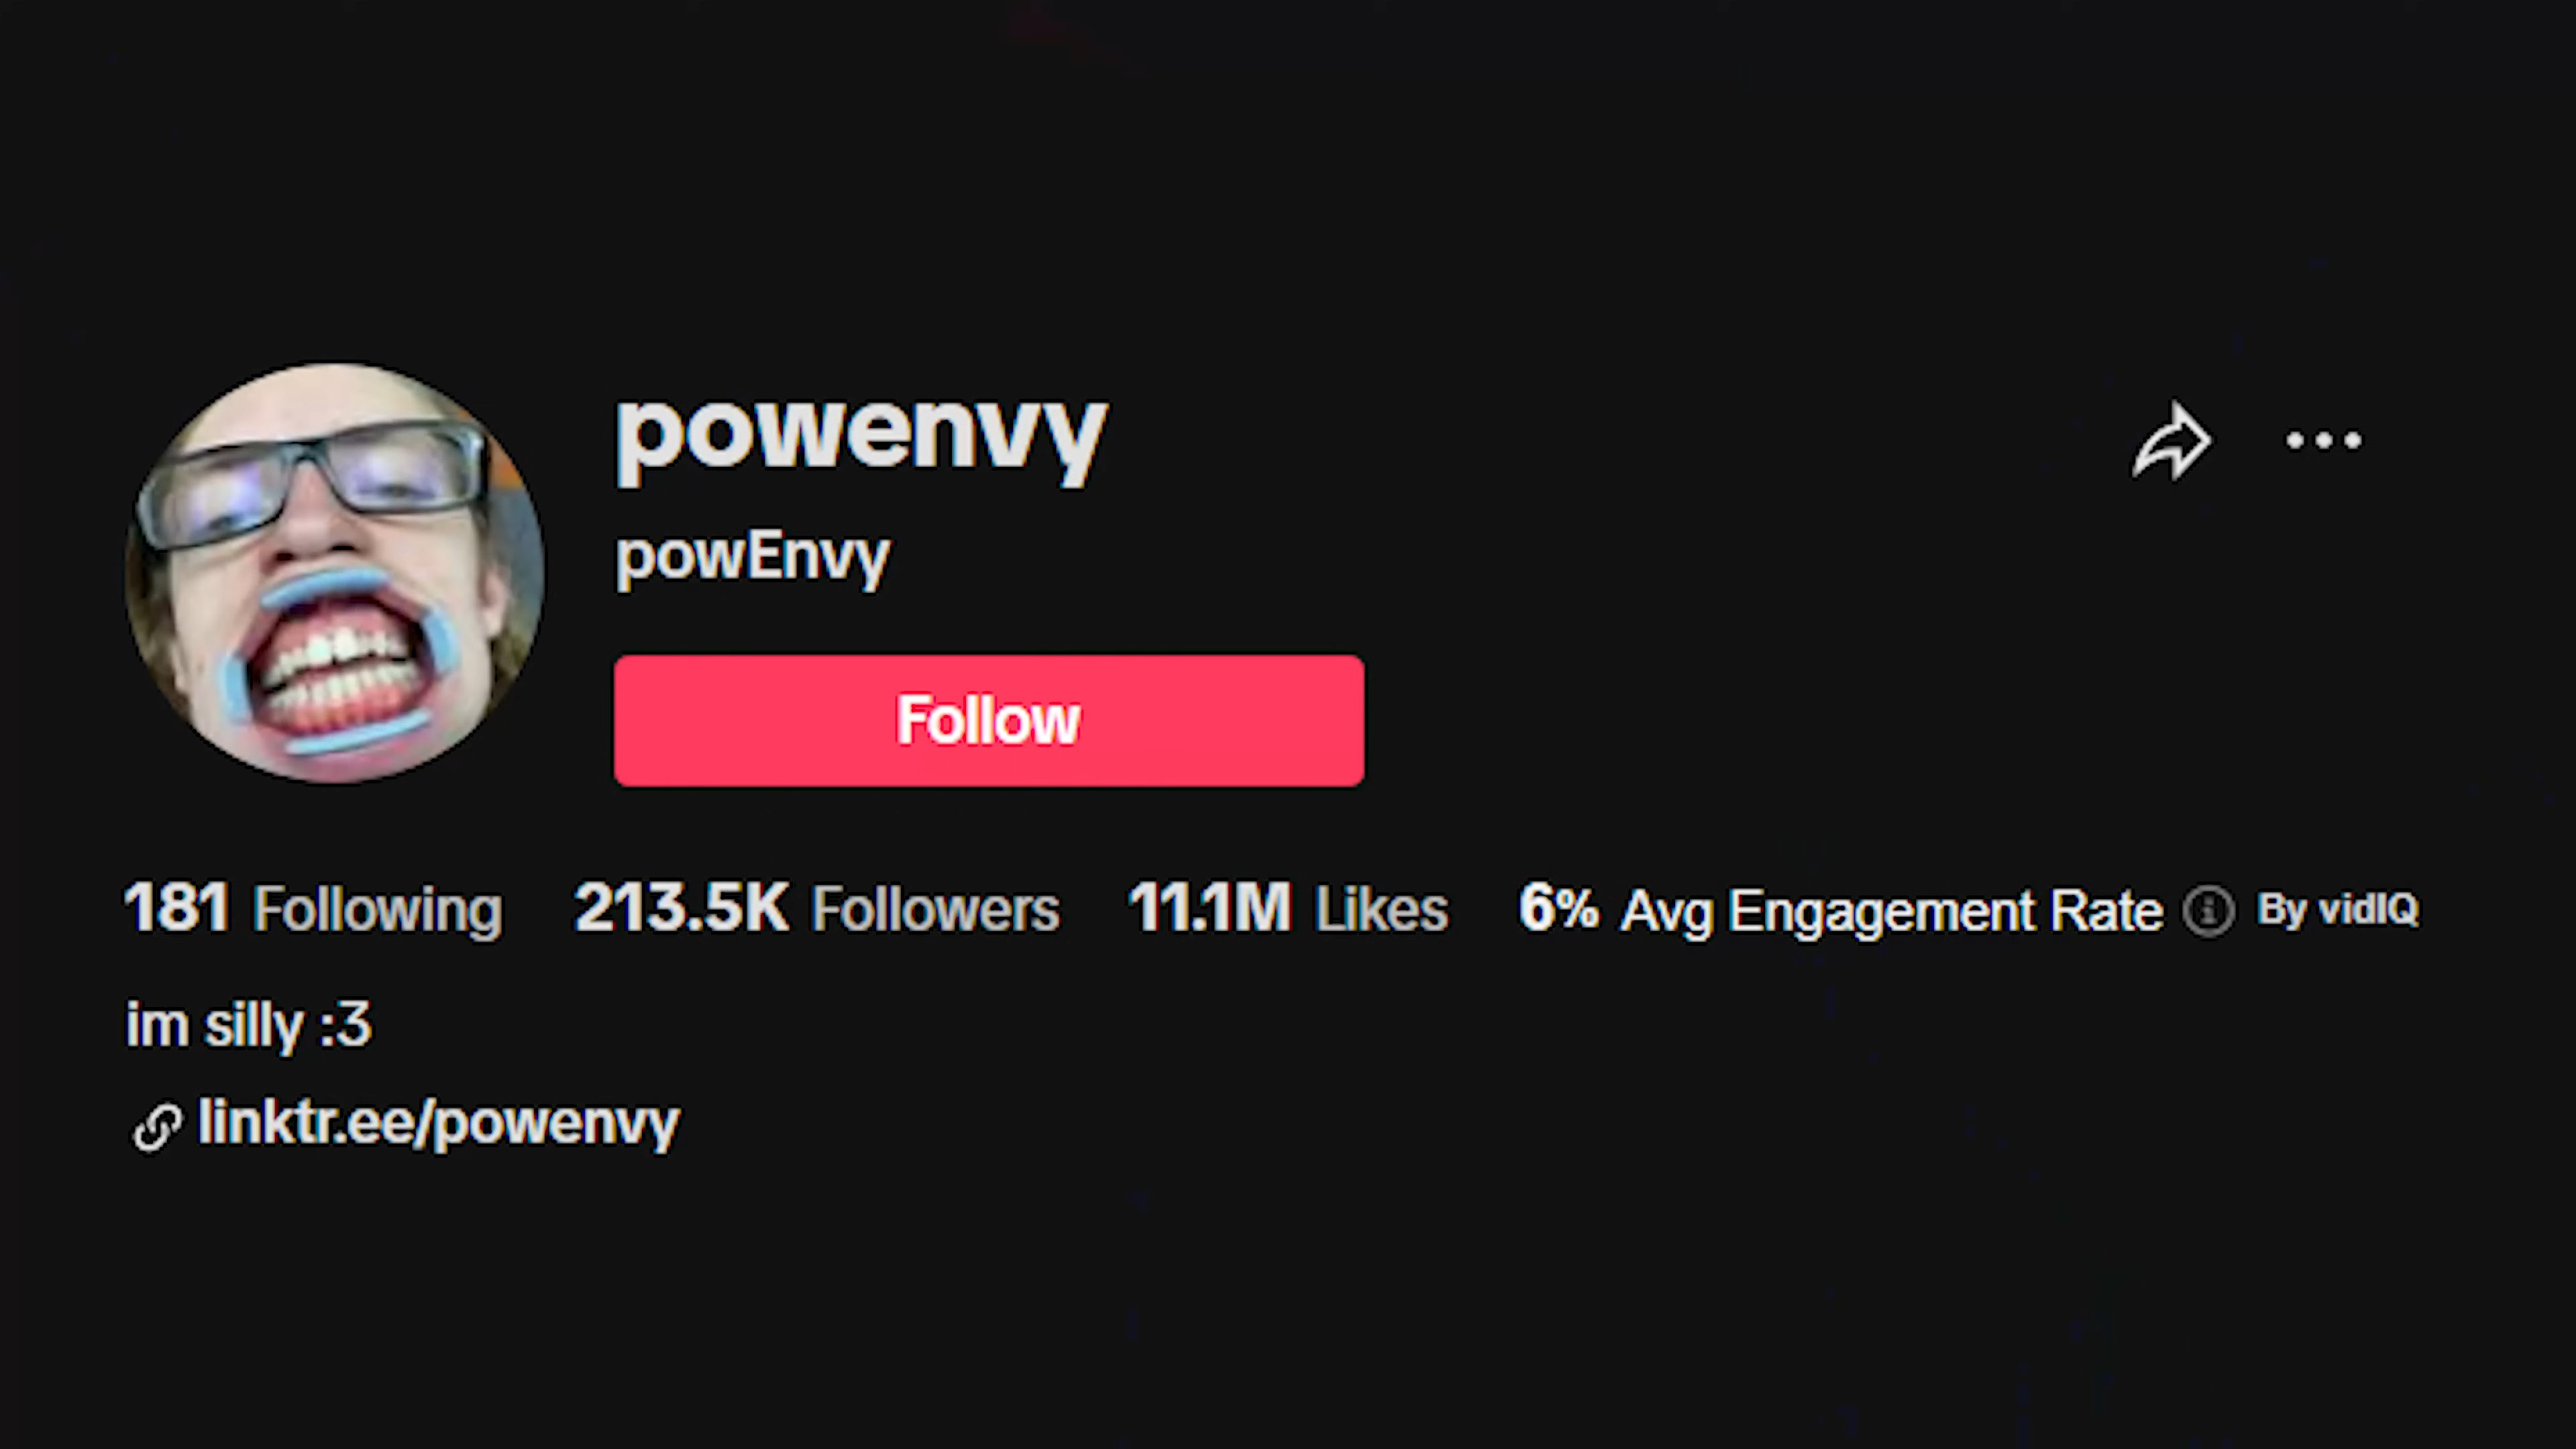 powenvy
powEnvy
Follow
181 Following 213.5K Followers 11.1M Likes 6% Avg Engagement Rate By vidIQ
im silly :3
linktr.ee/powenvy